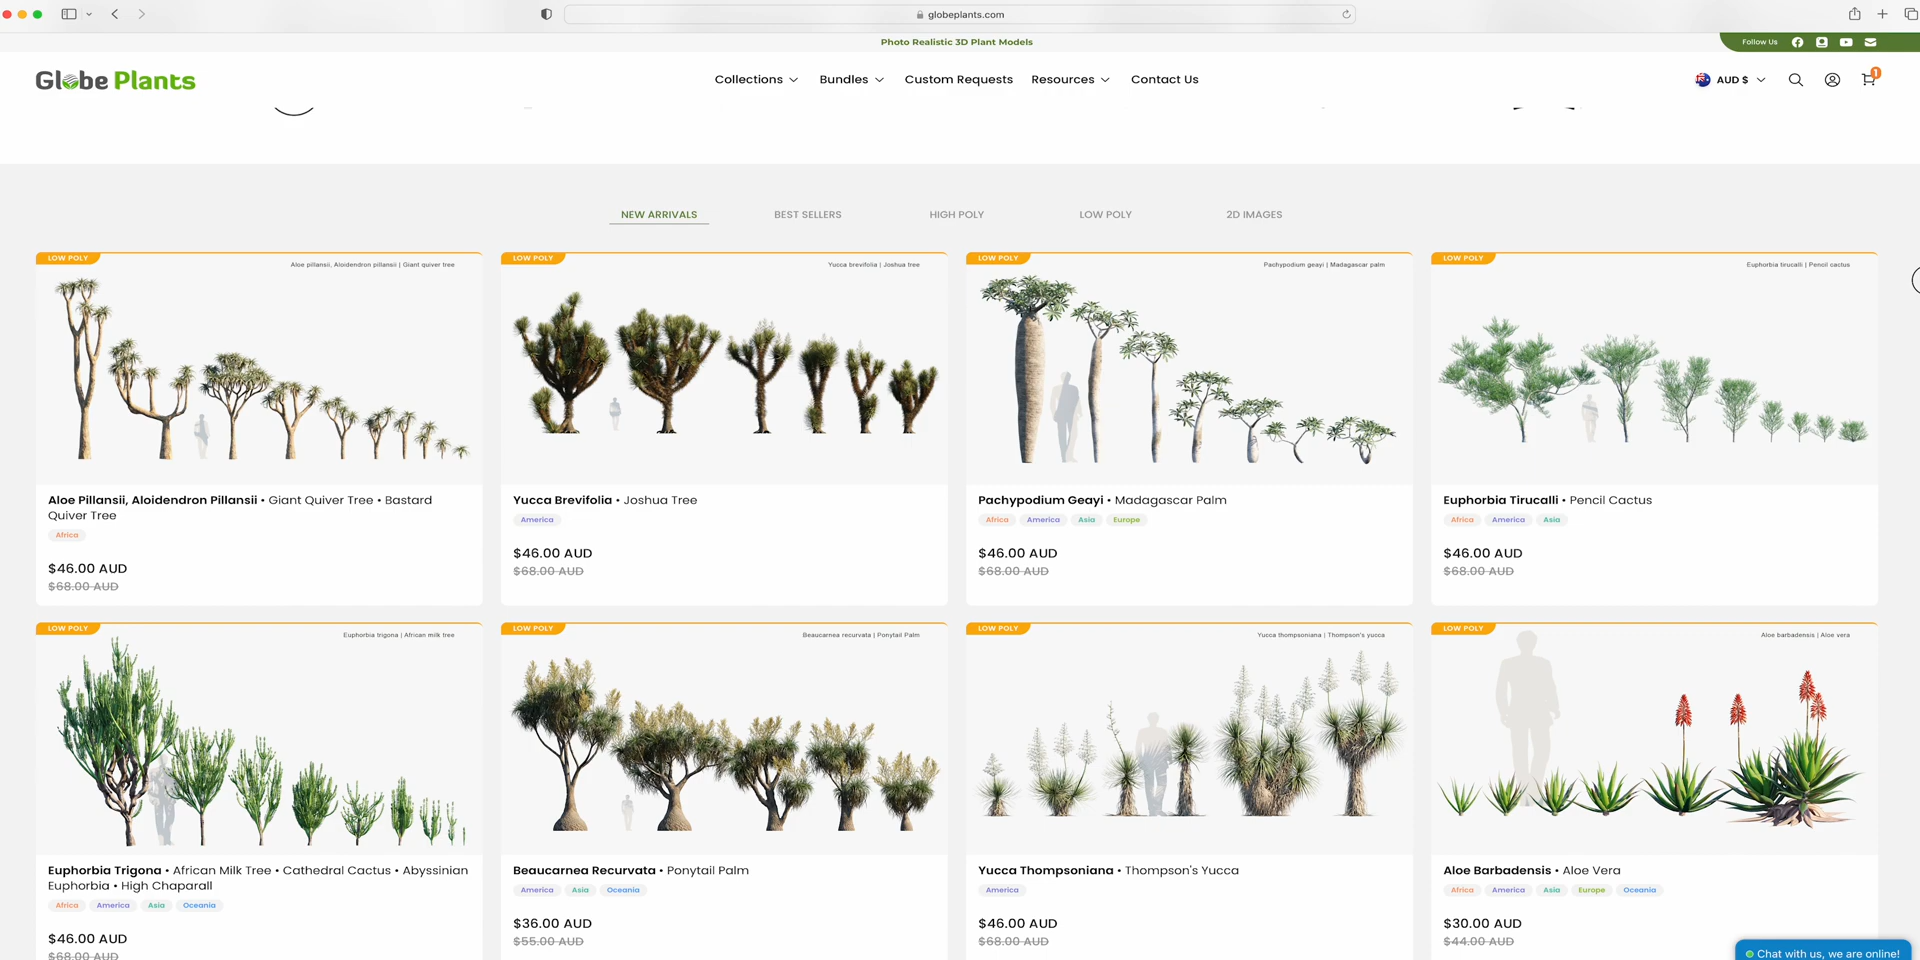 globeplants.com
Photo Realistic 3D Plant Models
Follow Us
Globe Plants
Collections
Bundles
Custom Requests
Resources
Contact Us
AUD $
1
NEW ARRIVALS
BEST SELLERS
HIGH POLY
LOW POLY
2D IMAGES
LOW POLY
Aloe pillansii, Aloidendron pillansii | Giant quiver tree
Aloe Pillansii, Aloidendron Pillansii • Giant Quiver Tree • Bastard
Quiver Tree
Africa
$46.00 AUD
$68.00 AUD
LOW POLY
Yucca brevifolia | Joshua tree
Yucca Brevifolia • Joshua Tree
America
$46.00 AUD
$68.00 AUD
LOW POLY
Pachypodium geayi | Madagascar palm
Pachypodium Geayi • Madagascar Palm
Africa America Asia Europe
$46.00 AUD
$68.00 AUD
LOW POLY
Euphorbia tirucalli | Pencil cactus
Euphorbia Tirucalli • Pencil Cactus
Africa America Asia
$46.00 AUD
$68.00 AUD
LOW POLY
Euphorbia trigona | African milk tree
Euphorbia Trigona • African Milk Tree • Cathedral Cactus • Abyssinian
Euphorbia • High Chaparall
Africa America Asia Oceania
$46.00 AUD
$68.00 AUD
LOW POLY
Beaucarnea recurvata | Ponytail Palm
Beaucarnea Recurvata • Ponytail Palm
America Asia Oceania
$36.00 AUD
$55.00 AUD
LOW POLY
Yucca thompsoniana | Thompson's yucca
Yucca Thompsoniana • Thompson's Yucca
America
$46.00 AUD
$68.00 AUD
LOW POLY
Aloe barbadensis | Aloe vera
Aloe Barbadensis • Aloe Vera
Africa America Asia Europe Oceania
$30.00 AUD
$44.00 AUD
Chat with us, we are online!